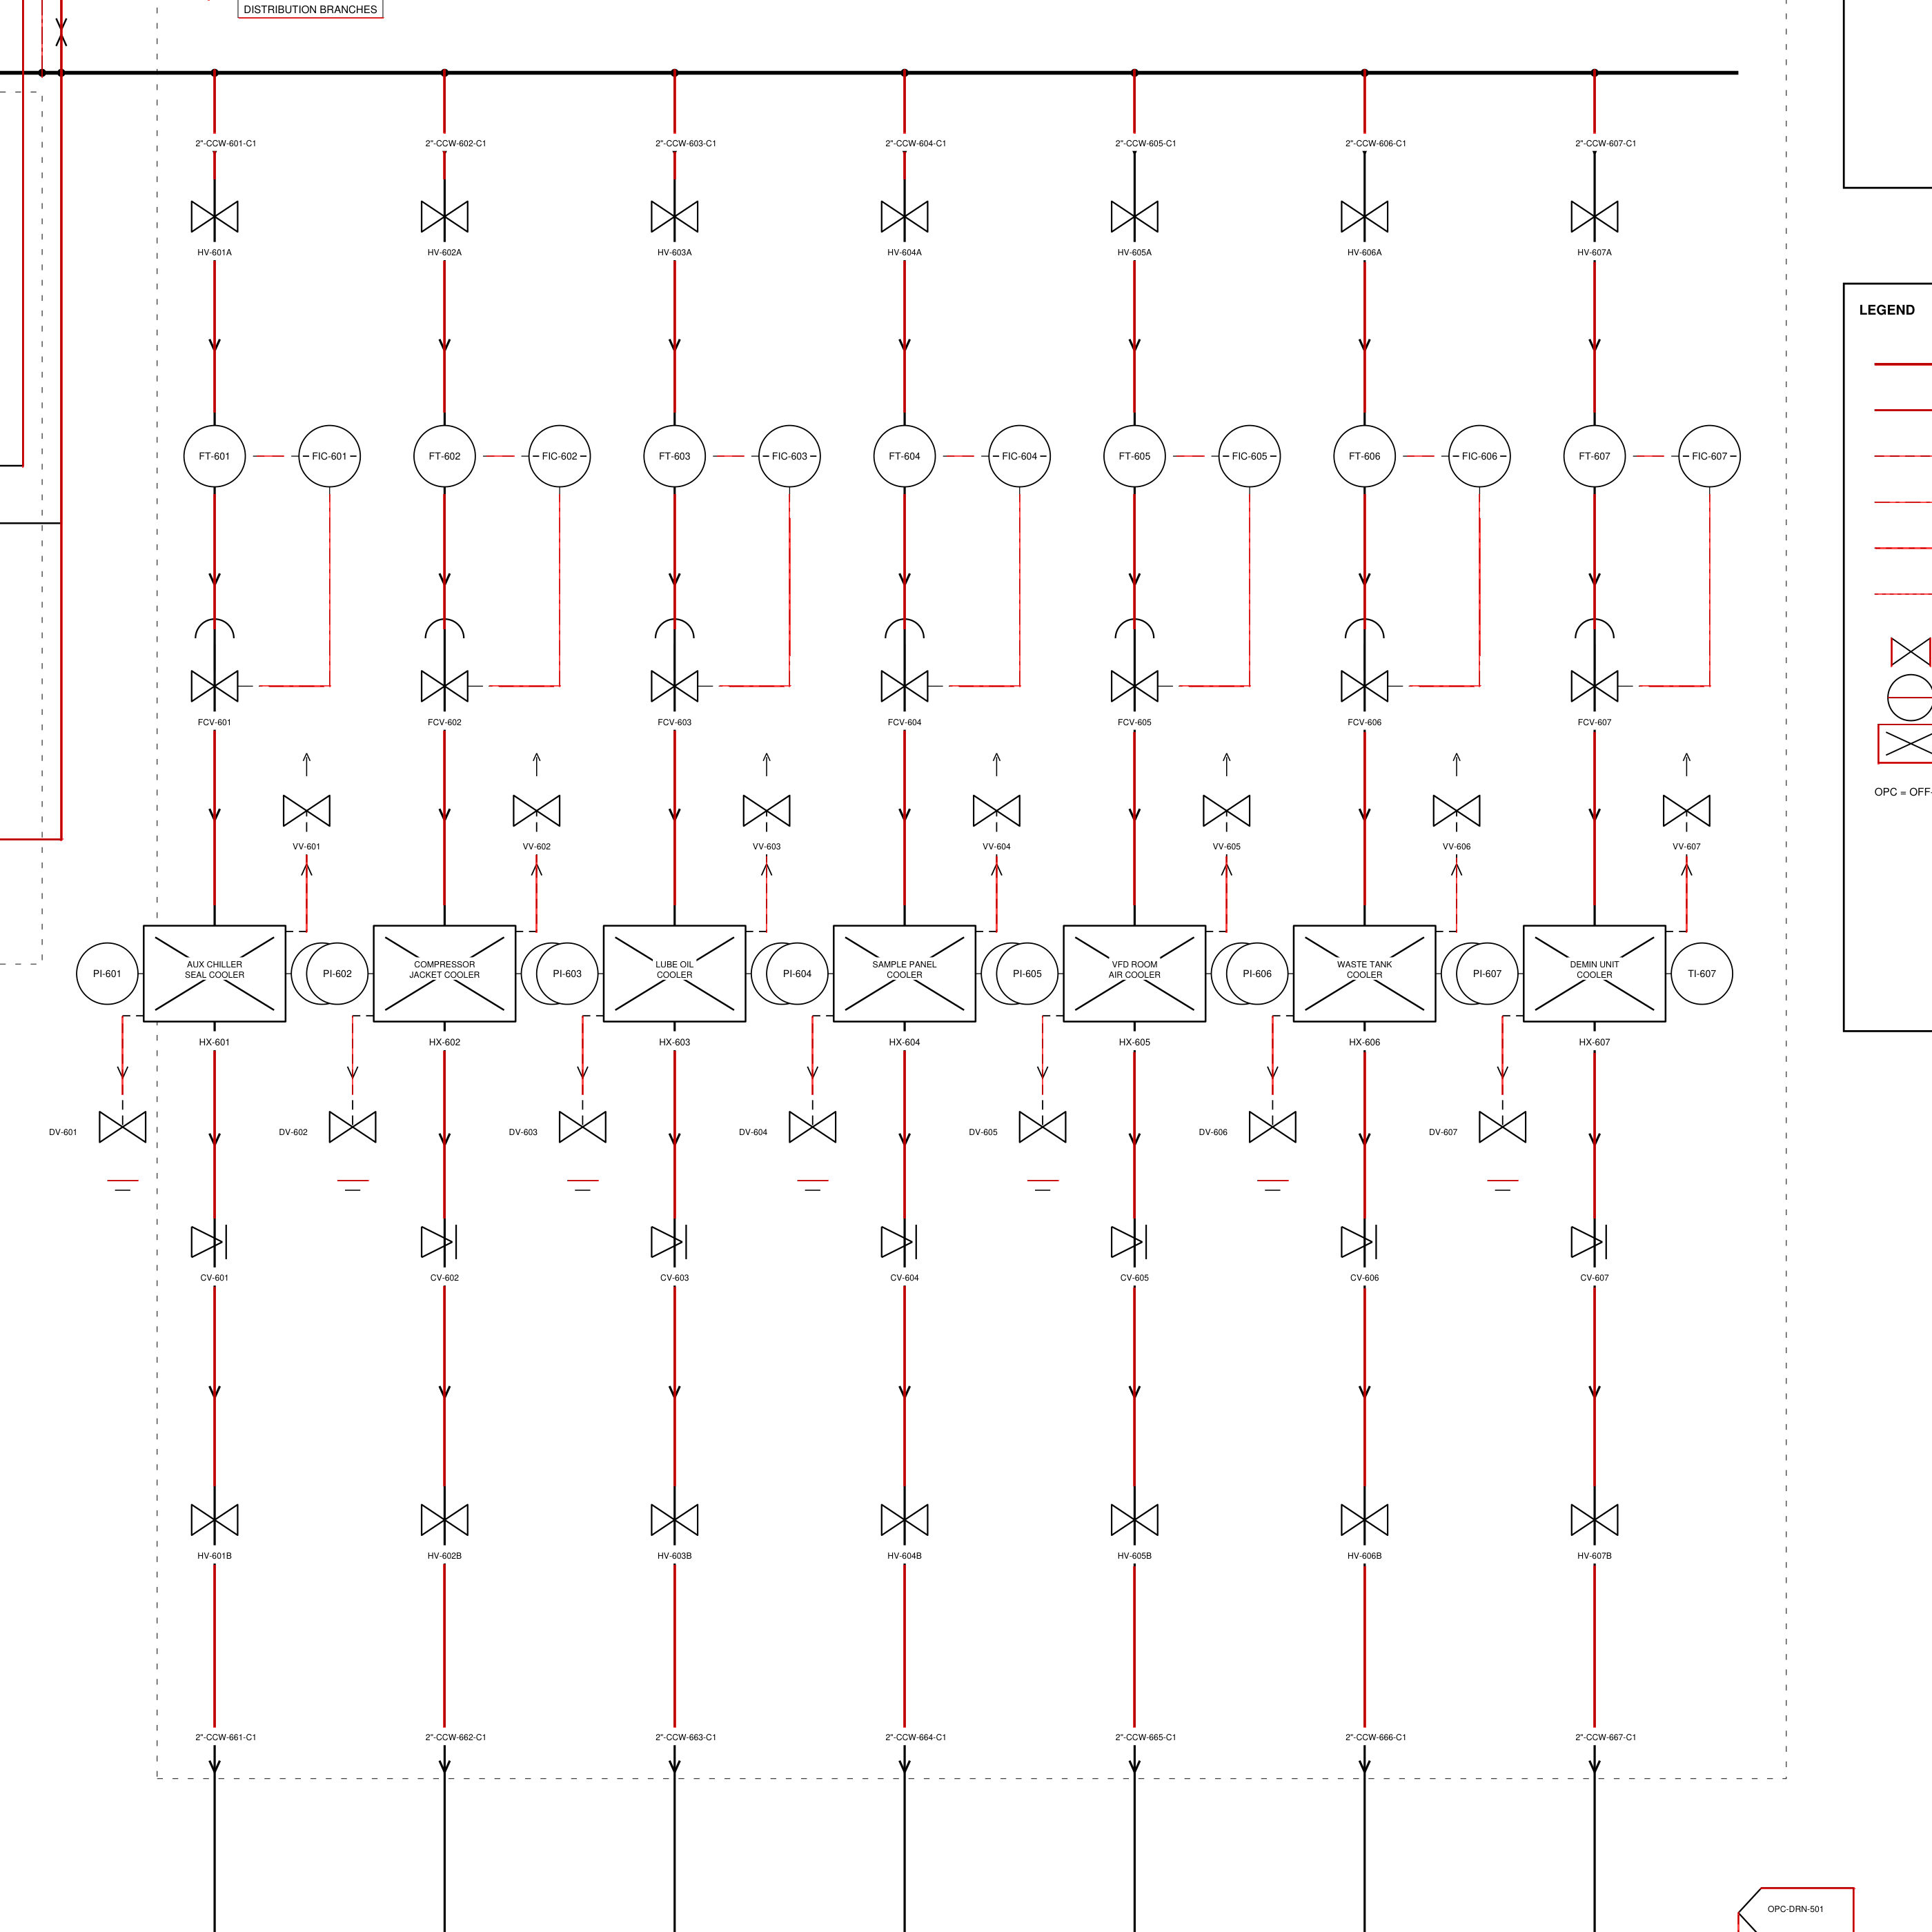 DISTRIBUTION BRANCHES
2"-CCW-601-C1 2"-CCW-602-C1 2"-CCW-603-C1 2"-CCW-604-C1 2"-CCW-605-C1 2"-CCW-606-C1 2"-CCW-607-C1
HV-601A HV-602A HV-603A HV-604A HV-605A HV-606A HV-607A
LEGEND
FT-601 FIC-601 FT-602 FIC-602 FT-603 FIC-603 FT-604 FIC-604 FT-605 FIC-605 FT-606 FIC-606 FT-607 FIC-607
FCV-601 FCV-602 FCV-603 FCV-604 FCV-605 FCV-606 FCV-607
OPC = OFF-
VV-601 VV-602 VV-603 VV-604 VV-605 VV-606 VV-607
PI-601
AUX CHILLER
SEAL COOLER
PI-602
COMPRESSOR
JACKET COOLER
PI-603
LUBE OIL
COOLER
PI-604
SAMPLE PANEL
COOLER
PI-605
VFD ROOM
AIR COOLER
PI-606
WASTE TANK
COOLER
PI-607
DEMIN UNIT
COOLER
TI-607
HX-601 HX-602 HX-603 HX-604 HX-605 HX-606 HX-607
DV-601 DV-602 DV-603 DV-604 DV-605 DV-606 DV-607
CV-601 CV-602 CV-603 CV-604 CV-605 CV-606 CV-607
HV-601B HV-602B HV-603B HV-604B HV-605B HV-606B HV-607B
2"-CCW-661-C1 2"-CCW-662-C1 2"-CCW-663-C1 2"-CCW-664-C1 2"-CCW-665-C1 2"-CCW-666-C1 2"-CCW-667-C1
OPC-DRN-501